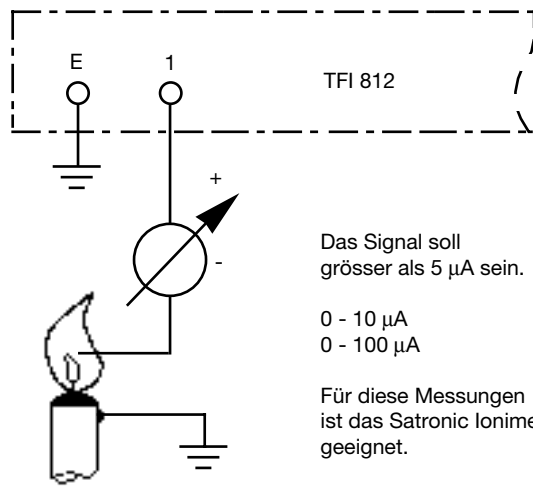 E
1
TFI 812
+
-
Das Signal soll
grösser als 5 µA sein.
0 - 10 µA
0 - 100 µA
Für diese Messungen
ist das Satronic
geeignet.